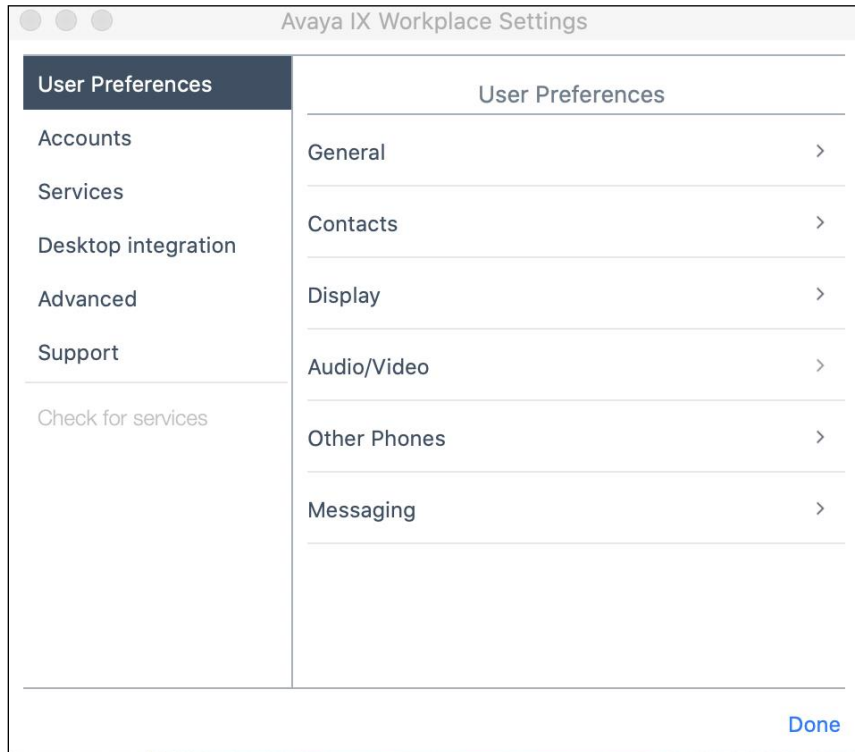 Avaya IX Workplace Settings
User Preferences
Accounts
Services
Desktop integration
Advanced
Support
Check for services
User Preferences
General
Contacts
Display
Audio/Video
Other Phones
Messaging
Done